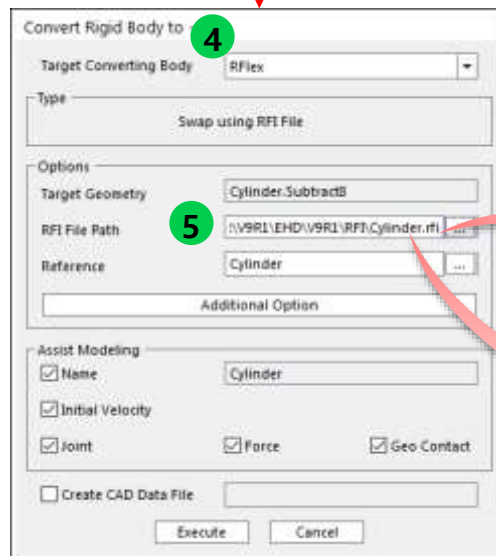 Convert Rigid Body to
4
Target Converting Body RFlex
Type
Swap using RFI File
Options
Target Geometry Cylinder.Subtract8
5
RFI File Path :\V9R1\EHD\V9R1\RFI\Cylinder.rfi ...
Reference Cylinder ...
Additional Option
Assist Modeling
Name Cylinder
Initial Velocity
Joint Force Geo Contact
Create CAD Data File
Execute Cancel